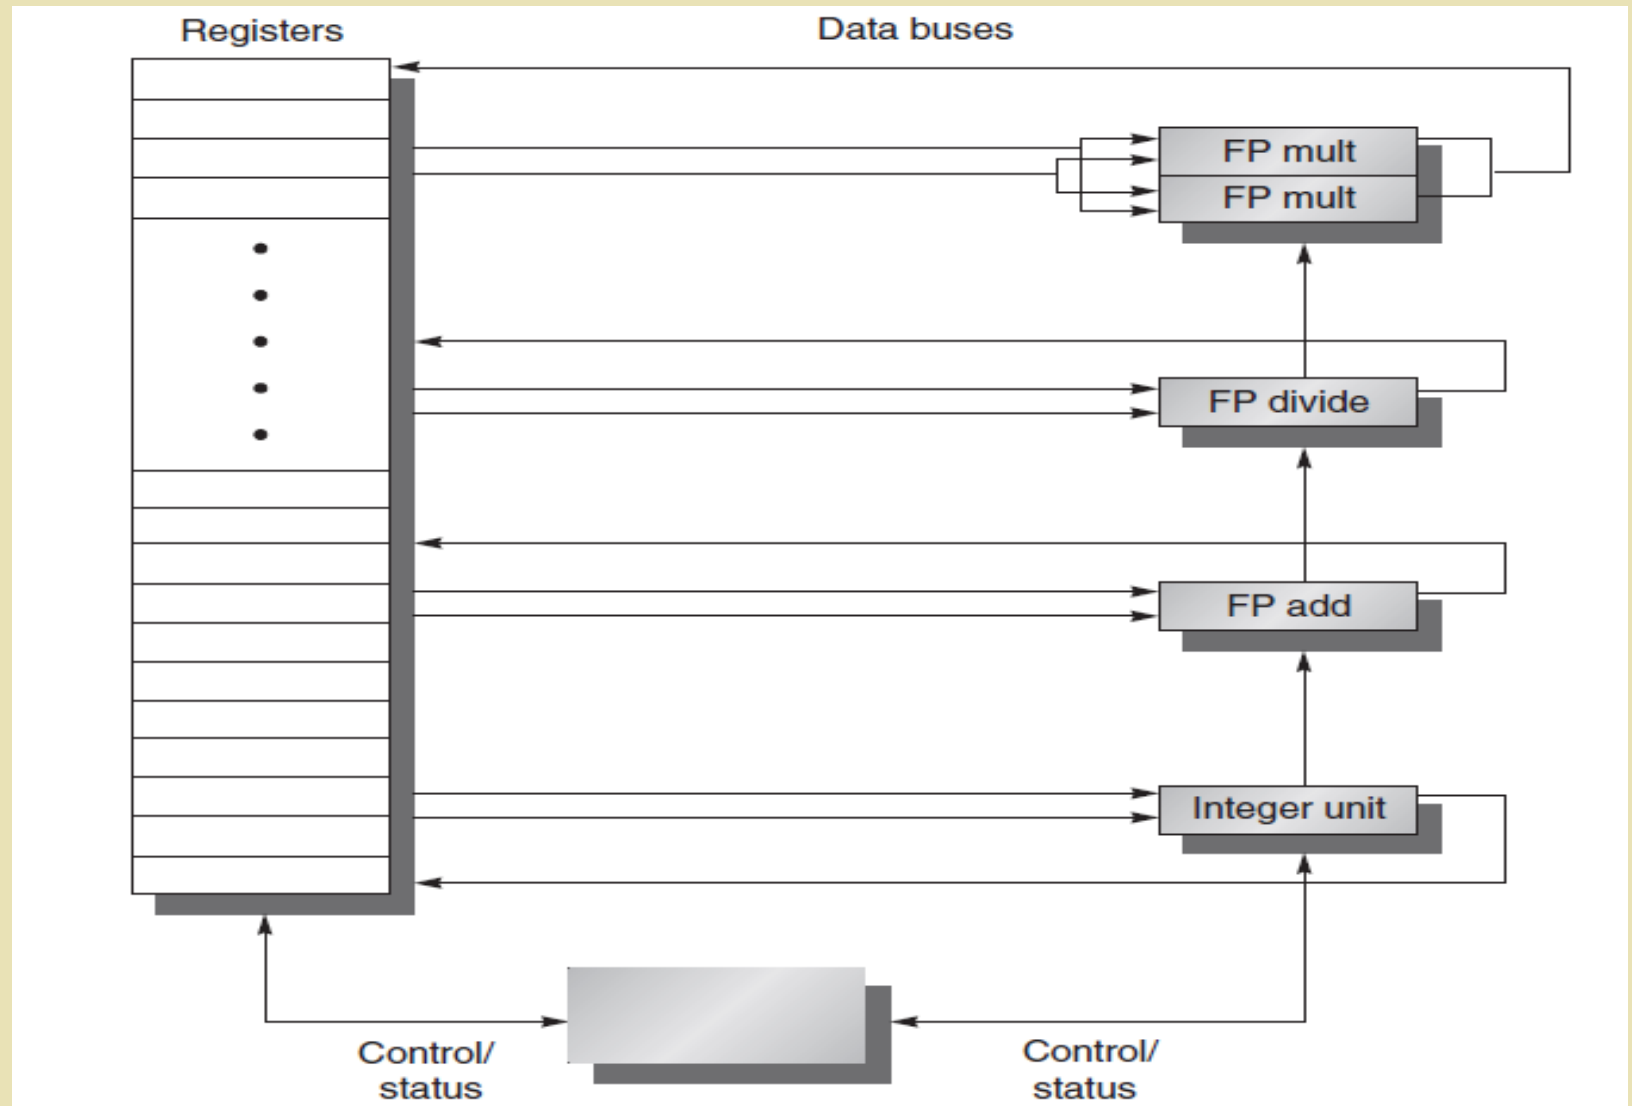 Registers
Data buses
FP mult
FP mult
FP divide
FP add
Integer unit
Control/
status
Control/
status